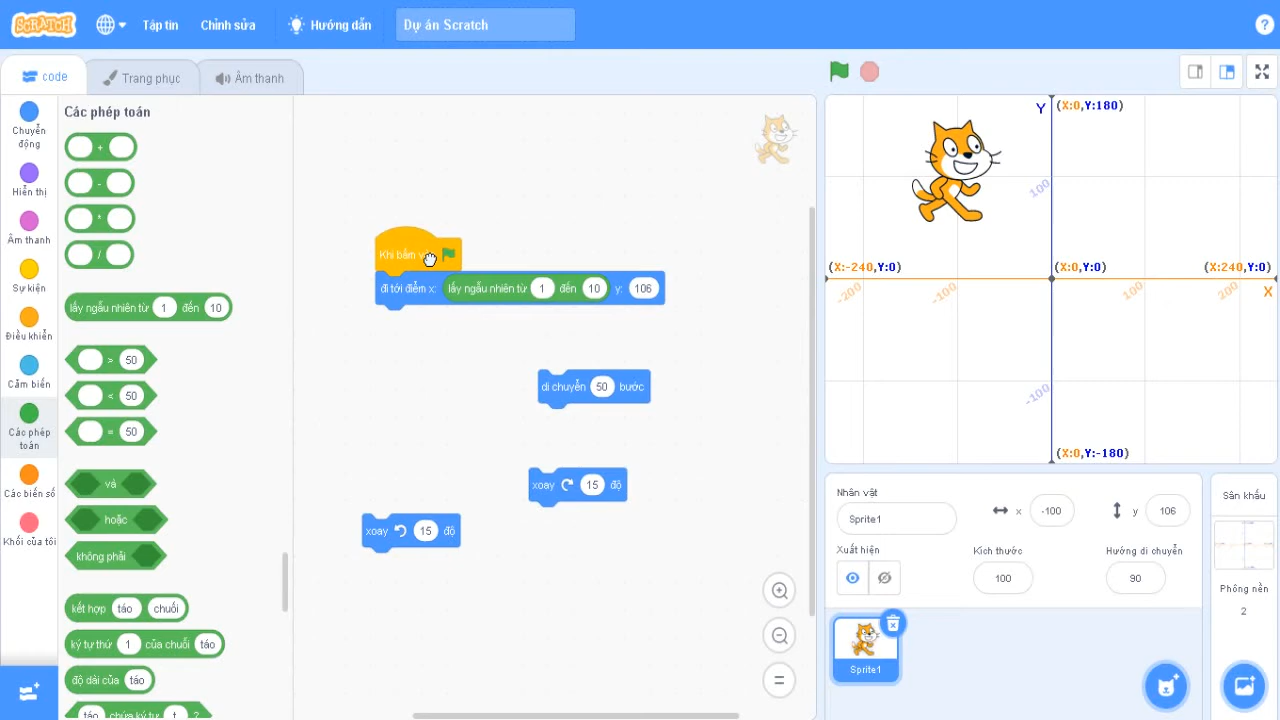 SCRATCH
Tập tin
Chỉnh sửa
Hướng dẫn
Dự án Scratch
?
code
Trang phục
Âm thanh
Chuyển động
Hiển thị
Âm thanh
Sự kiện
Điều khiển
Cảm biến
Các phép toán
Các biến số
Khối của tôi
Các phép toán
+
-
*
/
lấy ngẫu nhiên từ 1 đến 10
> 50
< 50
= 50
và
hoặc
không phải
kết hợp táo chuối
ký tự thứ 1 của chuỗi táo
độ dài của táo
táo chứa ký tự t ?
Khi bấm
đi tới điểm x: lấy ngẫu nhiên từ 1 đến 10 y: 106
di chuyển 50 bước
xoay 15 độ
xoay 15 độ
Y (X:0,Y:180)
100
(X:-240,Y:0) (X:0,Y:0) (X:240,Y:0)
-200 -100 100 200 X
-100
(X:0,Y:-180)
Nhân vật
Sprite1
x -100
y 106
Xuất hiện
Kích thước
100
Hướng di chuyển
90
Sprite1
Sân khấu
Phông nền
2